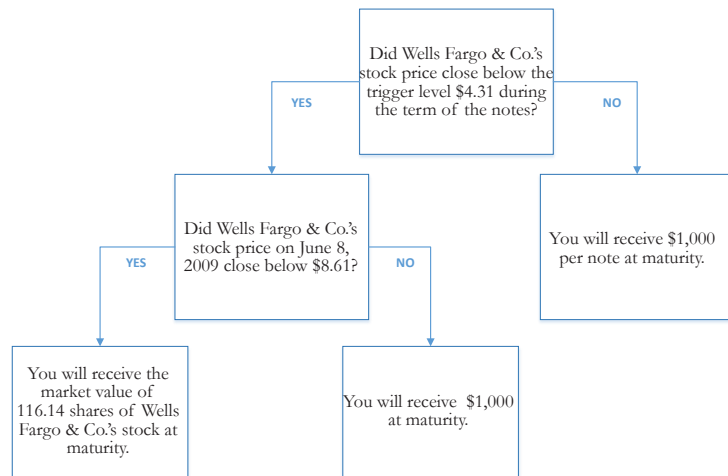 Did Wells Fargo & Co.'s
stock price close below the
trigger level $4.31 during
the term of the notes?
YES
NO
Did Wells Fargo & Co.'s
stock price on June 8,
2009 close below $8.61?
You will receive $1,000
per note at maturity.
YES
NO
You will receive the
market value of
116.14 shares of Wells
Fargo & Co.'s stock at
maturity.
You will receive $1,000
at maturity.